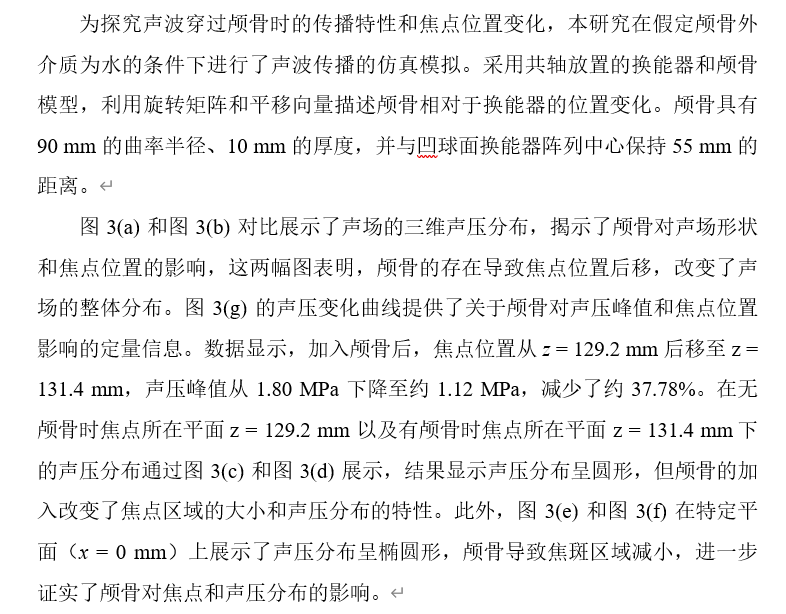 为探究声波穿过颅骨时的传播特性和焦点位置变化，本研究在假定颅骨外
介质为水的条件下进行了声波传播的仿真模拟。采用共轴放置的换能器和颅骨
模型，利用旋转矩阵和平移向量描述颅骨相对于换能器的位置变化。颅骨具有
90 mm 的曲率半径、10 mm 的厚度，并与凹球面换能器阵列中心保持 55 mm 的
距离。
图 3(a) 和图 3(b) 对比展示了声场的三维声压分布，揭示了颅骨对声场形状
和焦点位置的影响，这两幅图表明，颅骨的存在导致焦点位置后移，改变了声
场的整体分布。图 3(g) 的声压变化曲线提供了关于颅骨对声压峰值和焦点位置
影响的定量信息。数据显示，加入颅骨后，焦点位置从 z = 129.2 mm 后移至 z =
131.4 mm，声压峰值从 1.80 MPa 下降至约 1.12 MPa，减少了约 37.78%。在无
颅骨时焦点所在平面 z = 129.2 mm 以及有颅骨时焦点所在平面 z = 131.4 mm 下
的声压分布通过图 3(c) 和图 3(d) 展示，结果显示声压分布呈圆形，但颅骨的加
入改变了焦点区域的大小和声压分布的特性。此外，图 3(e) 和图 3(f) 在特定平
面（x = 0 mm）上展示了声压分布呈椭圆形，颅骨导致焦斑区域减小，进一步
证实了颅骨对焦点和声压分布的影响。